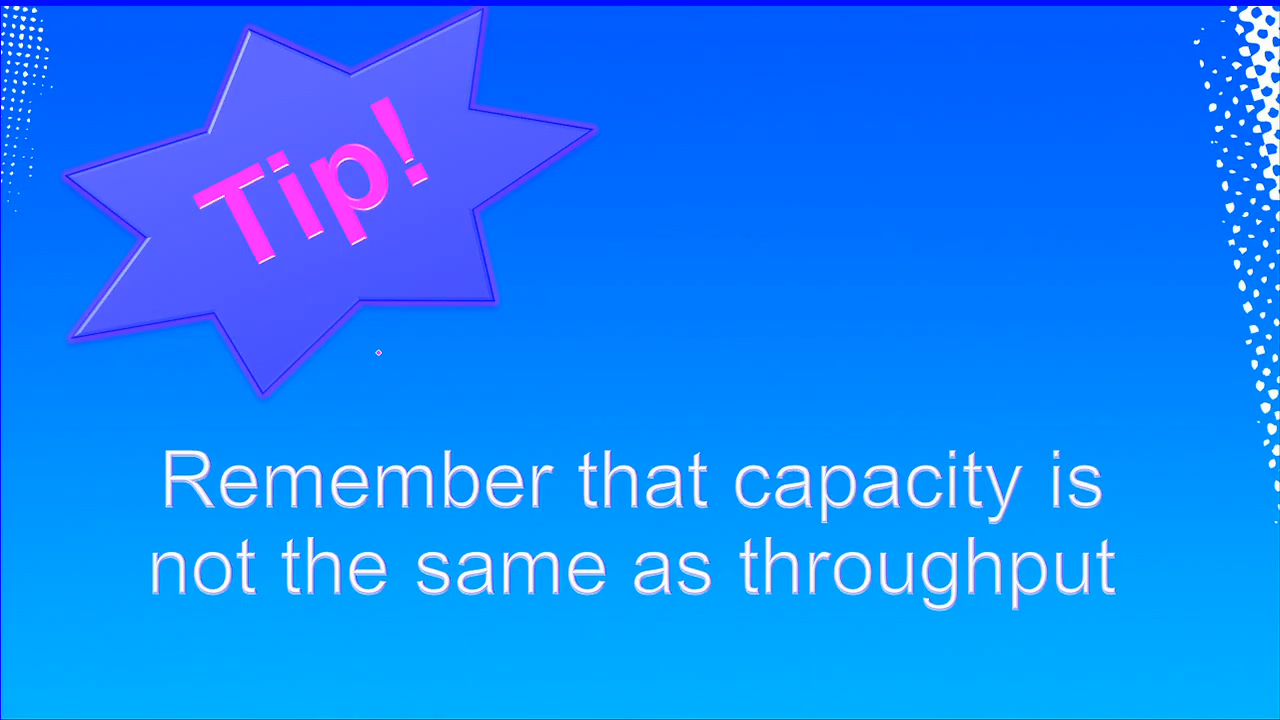 Tip!
Remember that capacity is
not the same as throughput